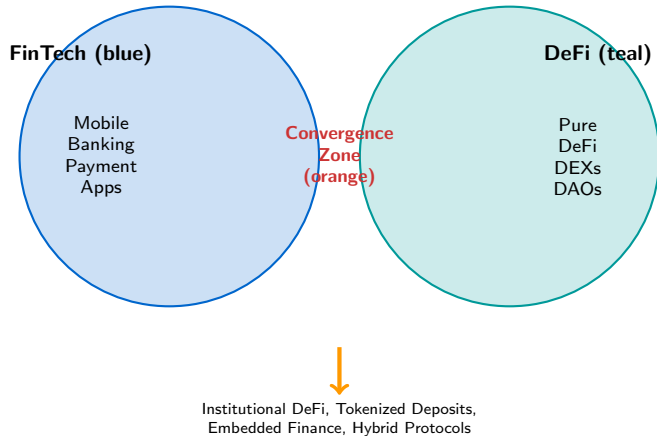 FinTech (blue)
DeFi (teal)
Mobile
Banking
Payment
Apps
Convergence
Zone
(orange)
Pure
DeFi
DEXs
DAOs
Institutional DeFi, Tokenized Deposits,
Embedded Finance, Hybrid Protocols